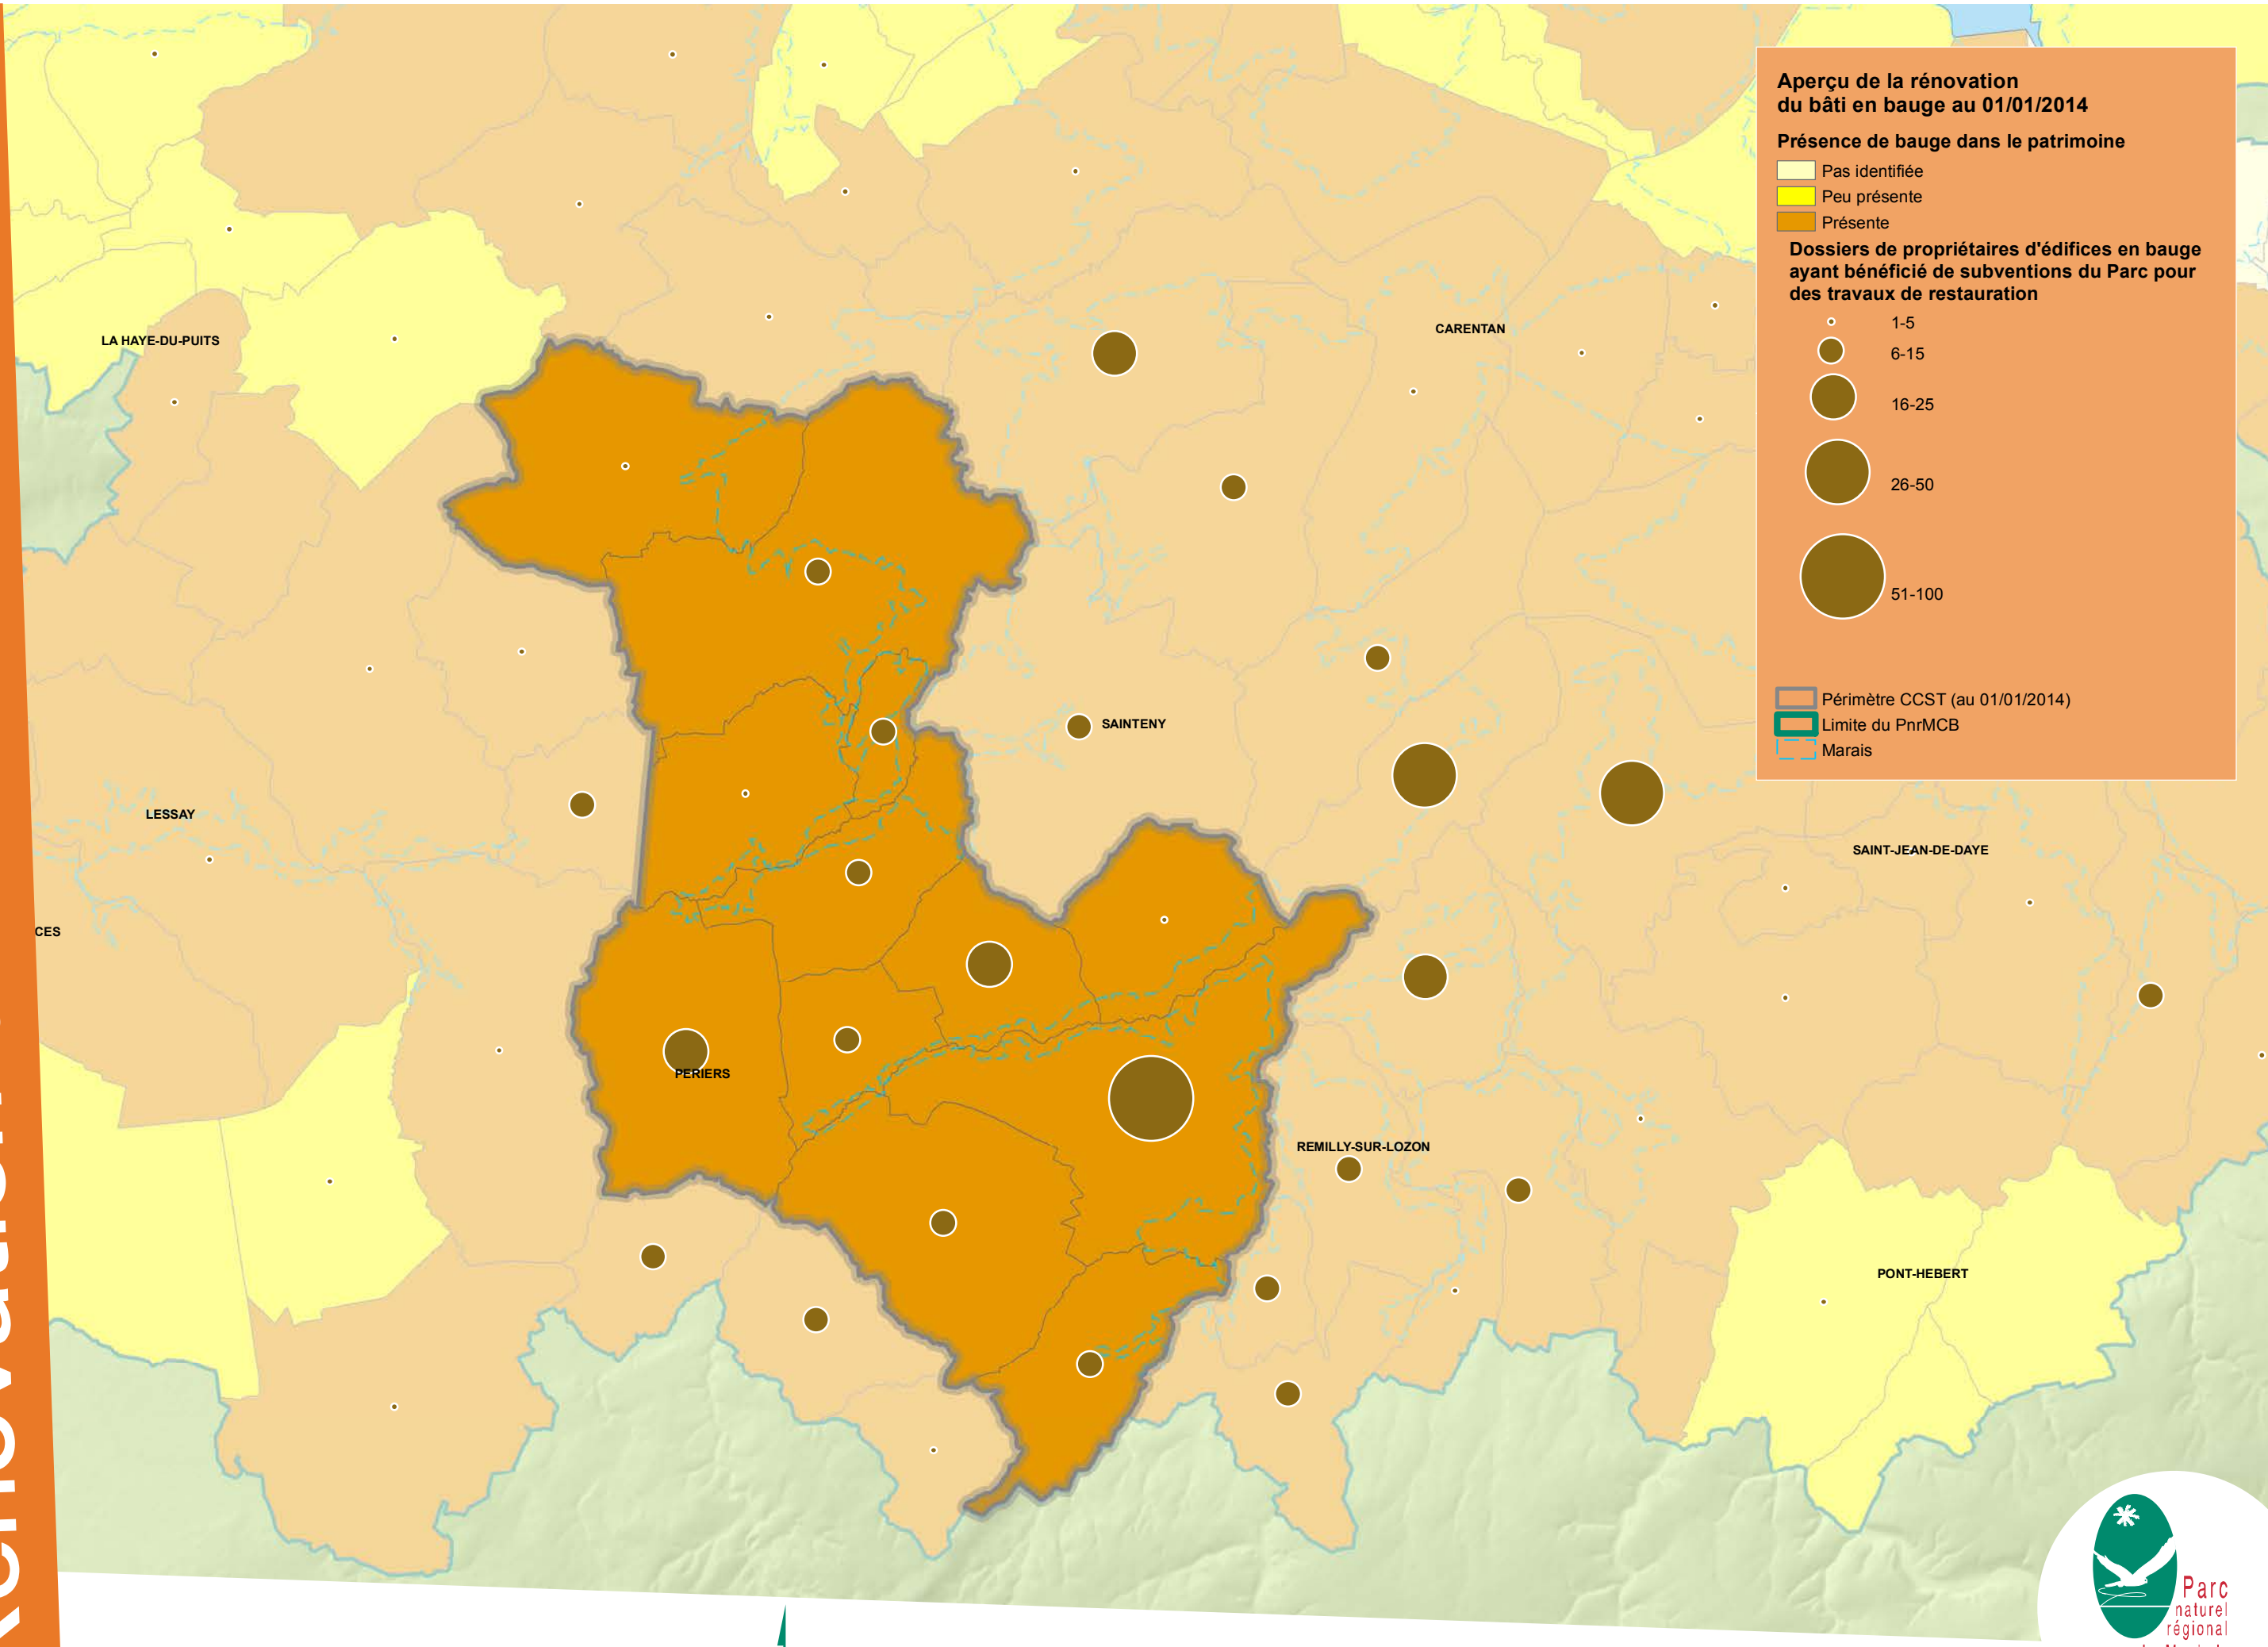 Aperçu de la rénovation
du bâti en bauge au 01/01/2014
Présence de bauge dans le patrimoine
Pas identifiée
Peu présente
Présente
Dossiers de propriétaires d'édifices en bauge
ayant bénéficié de subventions du Parc pour
des travaux de restauration
1-5
6-15
16-25
26-50
51-100
Périmètre CCST (au 01/01/2014)
Limite du PnrMCB
Marais
LA HAYE-DU-PUITS
CARENTAN
SAINTENY
LESSAY
SAINT-JEAN-DE-DAYE
CES
PERIERS
REMILLY-SUR-LOZON
PONT-HEBERT
Parc
naturel
régional